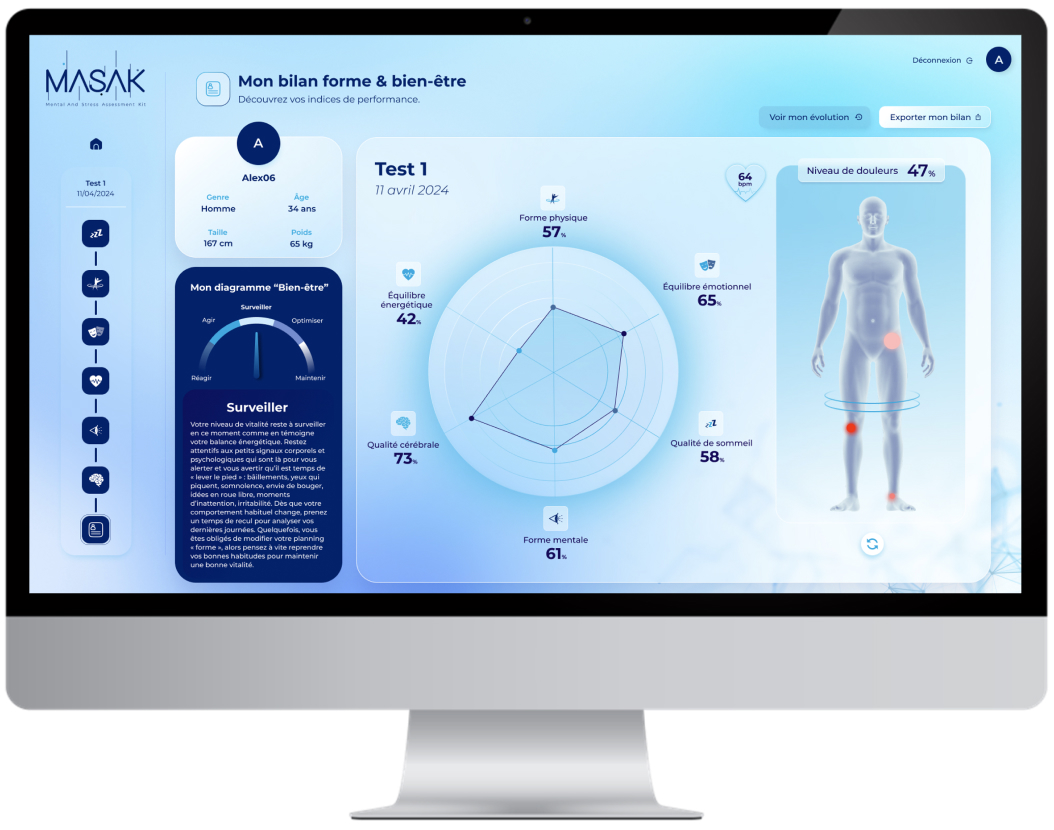 MASAK
Mental And Stress Assessment Kit
Mon bilan forme & bien-être
Découvrez vos indices de performance.
Déconnexion
A
Voir mon évolution
Exporter mon bilan
Test 1
11/04/2024
zzZ
A
Alex06
Genre
Homme
Âge
34 ans
Taille
167 cm
Poids
65 kg
Mon diagramme “Bien-être”
Surveiller
Agir
Optimiser
Réagir
Maintenir
Surveiller
Votre niveau de vitalité reste à surveiller
en ce moment comme en témoigne
votre balance énergétique. Restez
attentifs aux petits signaux corporels et
psychologiques qui sont là pour vous
alerter et vous avertir qu’il est temps de
« lever le pied » : bâillements, yeux qui
piquent, somnolence, envie de bouger,
idées en roue libre, moments
d’inattention, irritabilité. Dès que votre
comportement habituel change, prenez
un temps de recul pour analyser vos
dernières journées. Quelquefois, vous
êtes obligés de modifier votre planning
« forme », alors pensez à vite reprendre
vos bonnes habitudes pour maintenir
une bonne vitalité.
Test 1
11 avril 2024
64
bpm
Forme physique
57%
Équilibre émotionnel
65%
Équilibre
énergétique
42%
Qualité cérébrale
73%
zzZ
Qualité de sommeil
58%
Forme mentale
61%
Niveau de douleurs 47%